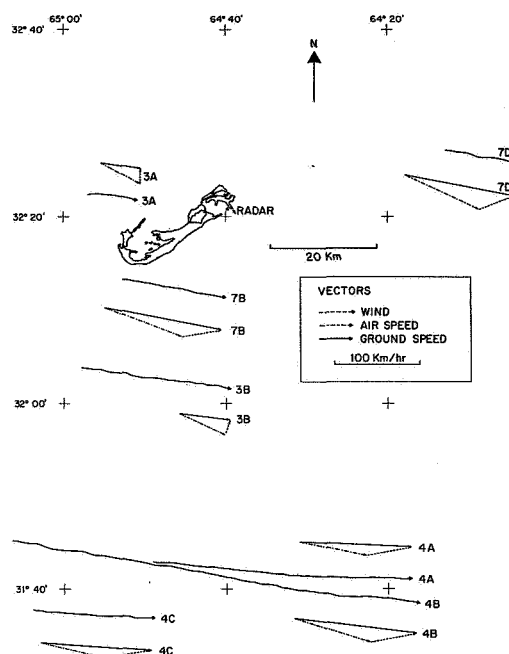 65° 00' 64° 40' 64° 20'
32° 40'
N
3A
7D
3A
7D
32° 20'
RADAR
20 Km
7B
VECTORS
WIND
7B
AIR SPEED
GROUND SPEED
100 Km/hr
3B
32° 00'
3B
4A
4A
31° 40'
4B
4C
4B
4C